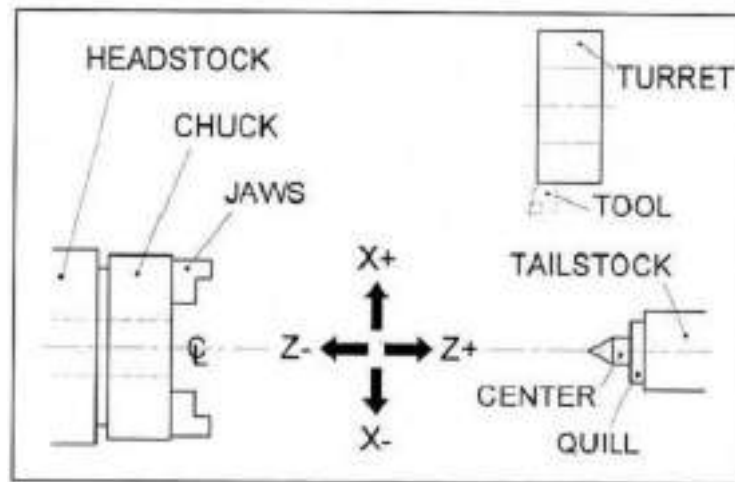 HEADSTOCK
CHUCK
JAWS
TURRET
TOOL
TAILSTOCK
X+
℄
Z-
Z+
X-
CENTER
QUILL